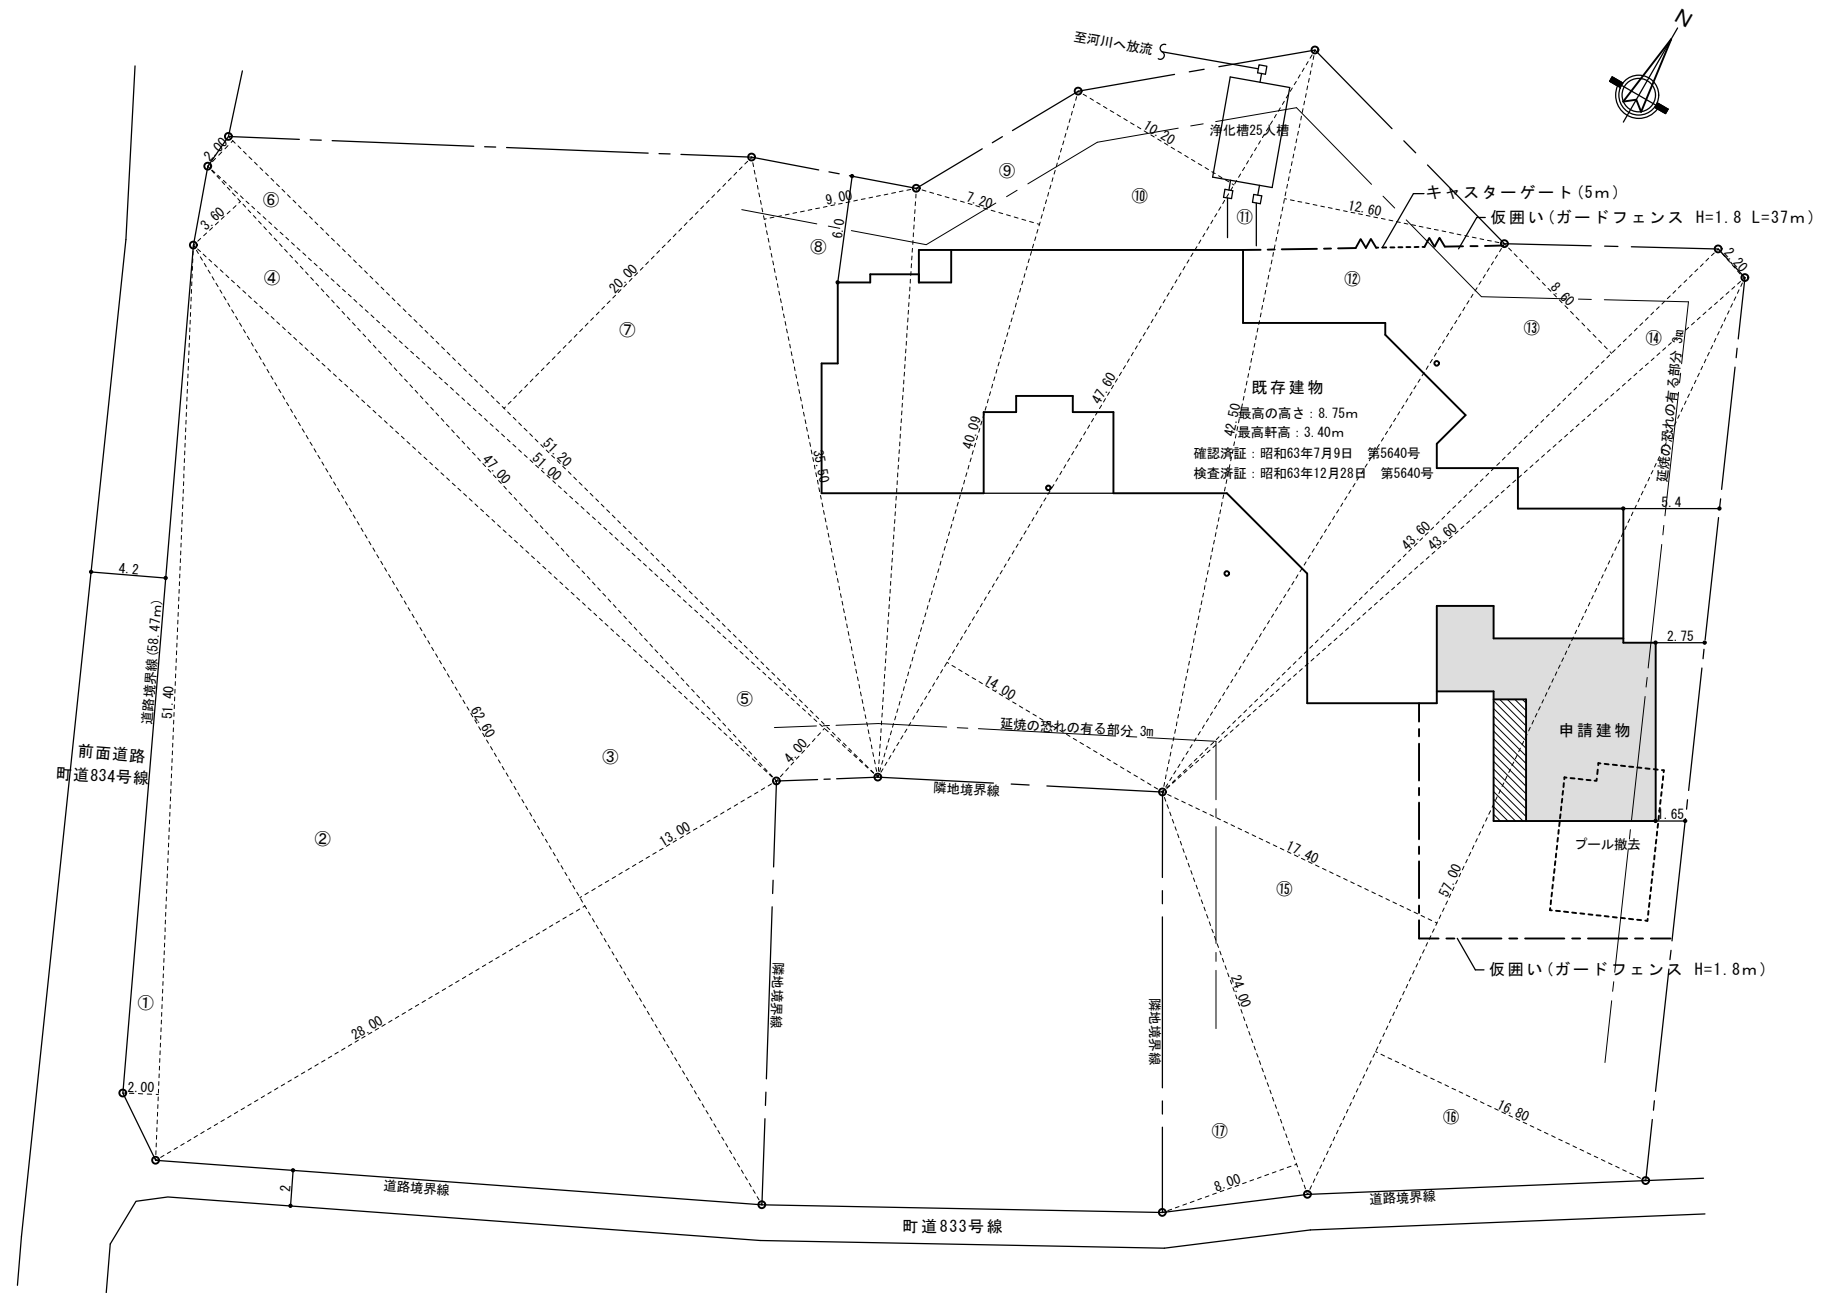 N
至河川へ放流
浄化槽25人槽
キャスターゲート(5m)
仮囲い(ガードフェンス H=1.8 L=37m)
2.00
⑥
3.60
④
⑨
10.20
⑩
⑪
12.60
9.00
7.20
6.0
⑧
⑫
2.20
8.60
⑬
⑭
20.00
⑦
延焼の恐れの有る部分 3m
既存建物
最高の高さ:8.75m
最高軒高:3.40m
確認済証:昭和63年7月9日 第5640号
検査済証:昭和63年12月28日 第5640号
47.60
42.50
40.09
35.50
51.20
51.00
47.00
5.4
43.60
43.60
4.2
道路境界線(58.47m)
51.40
2.75
62.60
⑤
14.00
延焼の恐れの有る部分 3m
申請建物
前面道路
町道834号線
③
4.00
隣地境界線
.65
プール撤去
②
13.00
17.40
⑮
57.00
仮囲い(ガードフェンス H=1.8m)
①
隣地境界線
隣地境界線
24.00
28.00
2.00
16.80
⑯
⑰
8.00
2
道路境界線
道路境界線
町道833号線